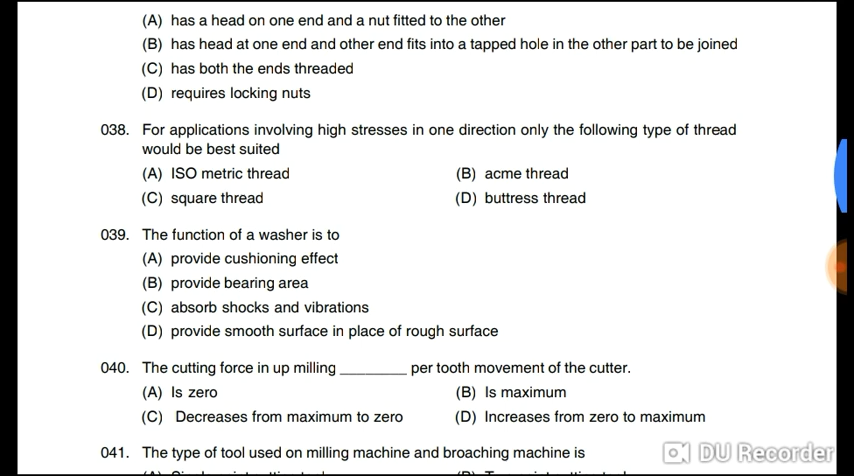 (A) has a head on one end and a nut fitted to the other
(B) has head at one end and other end fits into a tapped hole in the other part to be joined
(C) has both the ends threaded
(D) requires locking nuts
038. For applications involving high stresses in one direction only the following type of thread
would be best suited
(A) ISO metric thread (B) acme thread
(C) square thread (D) buttress thread
039. The function of a washer is to
(A) provide cushioning effect
(B) provide bearing area
(C) absorb shocks and vibrations
(D) provide smooth surface in place of rough surface
040. The cutting force in up milling ________ per tooth movement of the cutter.
(A) Is zero (B) Is maximum
(C) Decreases from maximum to zero (D) Increases from zero to maximum
041. The type of tool used on milling machine and broaching machine is
DU Recorder